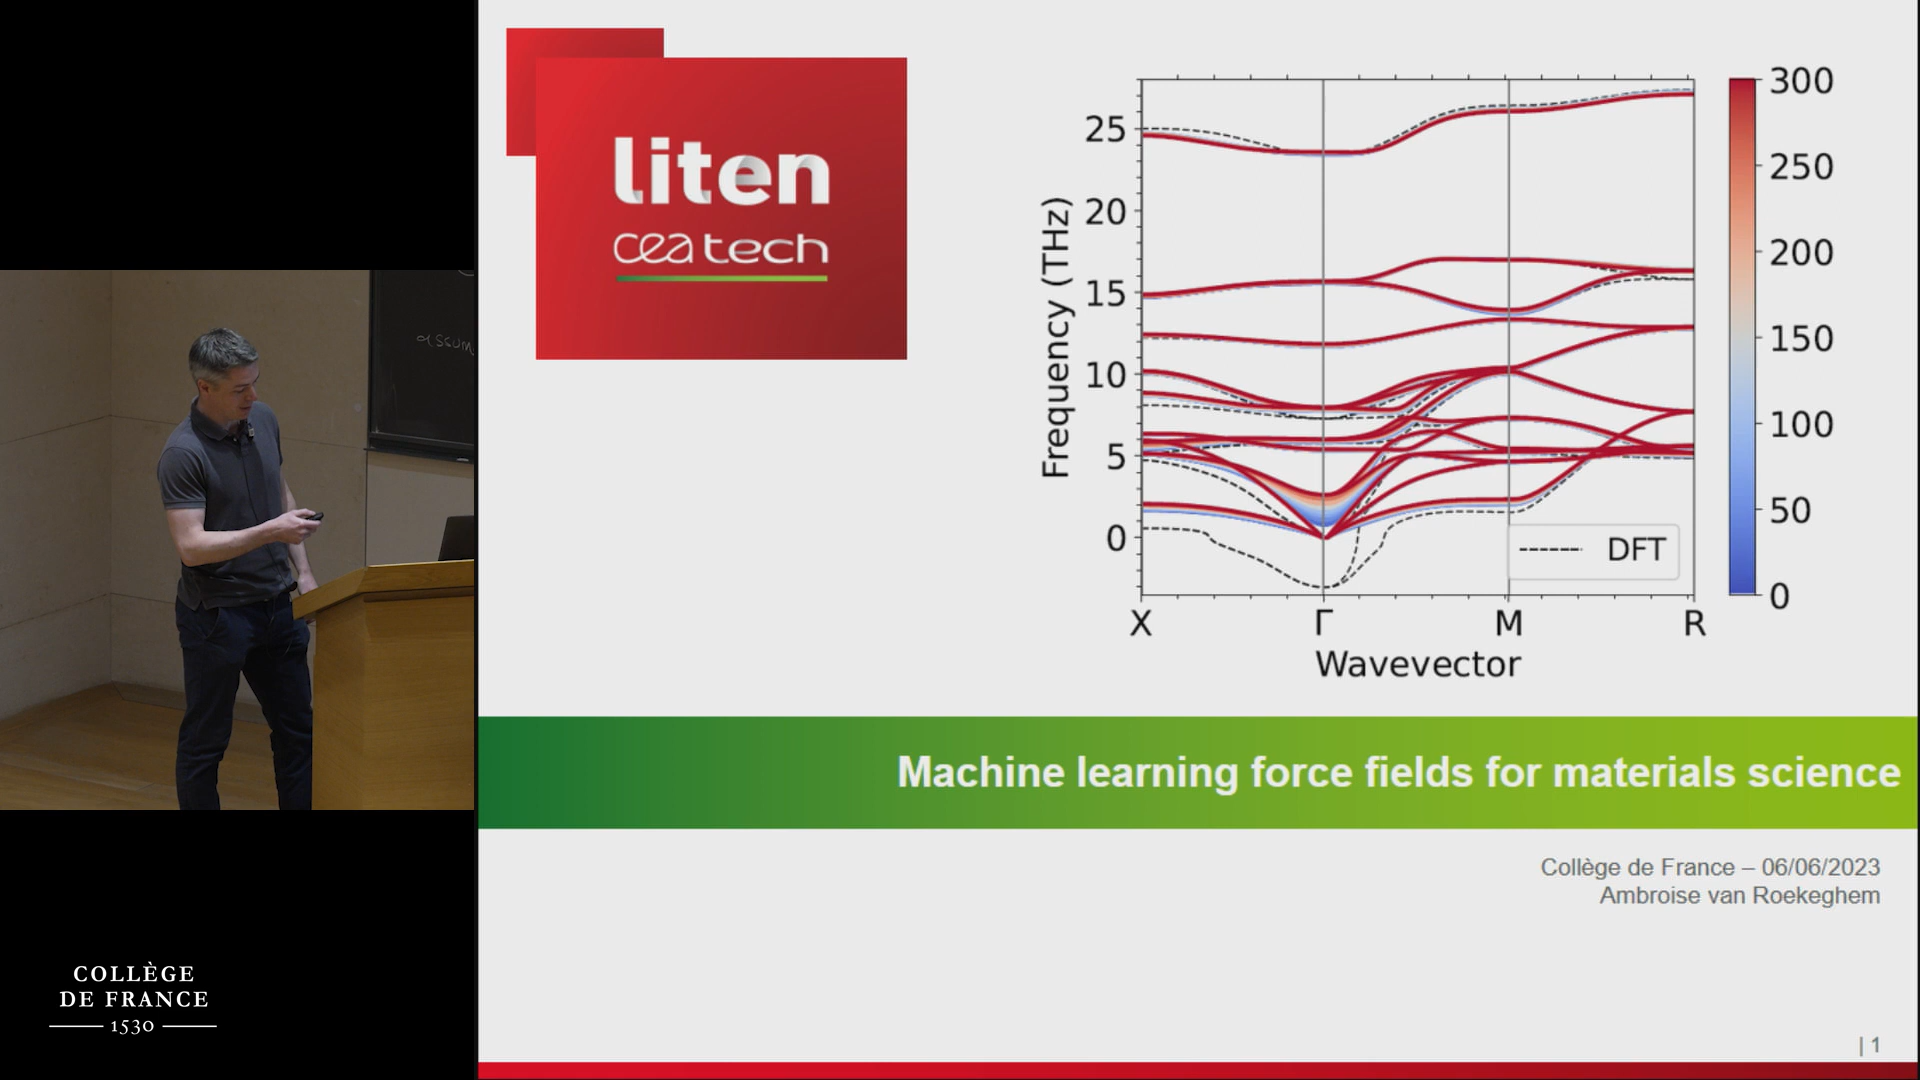 liten
cea tech
300
250
200
150
100
50
0
25
20
15
10
5
0
Frequency (THz)
DFT
X Γ M R
Wavevector
Machine learning force fields for materials science
Collège de France – 06/06/2023
Ambroise van Roekeghem
COLLÈGE
DE FRANCE
1530
| 1